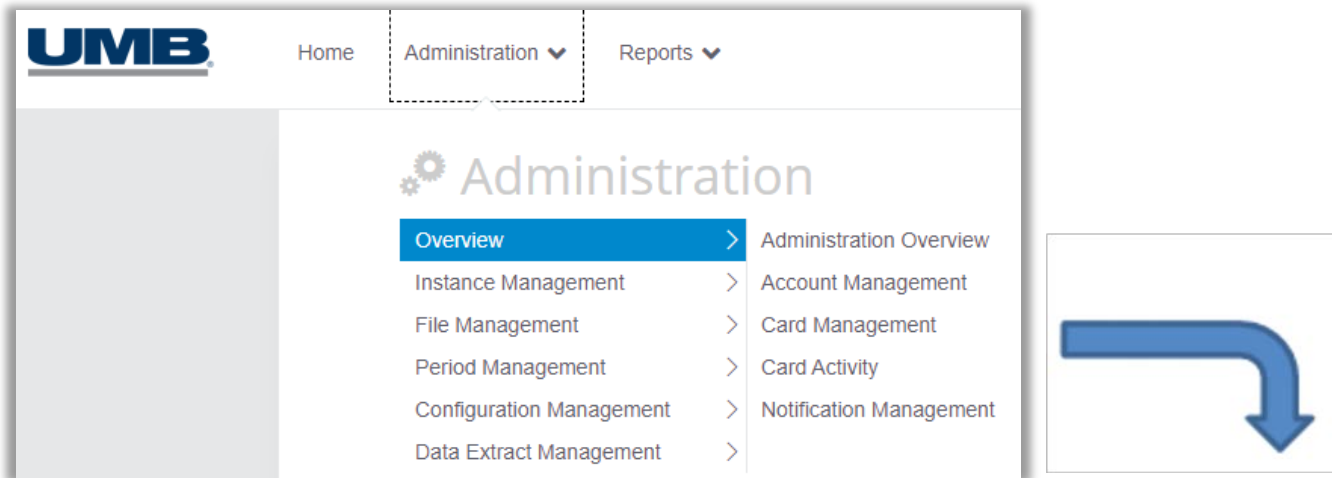 UMB
Home Administration Reports
Administration
Overview Administration Overview
Instance Management Account Management
File Management Card Management
Period Management Card Activity
Configuration Management Notification Management
Data Extract Management